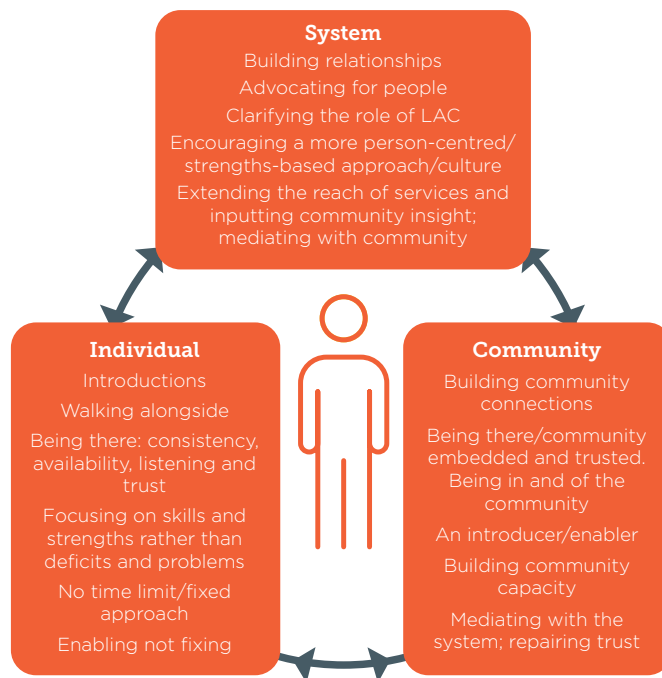 System
Building relationships
Advocating for people
Clarifying the role of LAC
Encouraging a more person-centred/
strengths-based approach/culture
Extending the reach of services and
inputting community insight;
mediating with community
Individual
Introductions
Walking alongside
Being there: consistency,
availability, listening and
trust
Focusing on skills and
strengths rather than
deficits and problems
No time limit/fixed
approach
Enabling not fixing
Community
Building community
connections
Being there/community
embedded and trusted.
Being in and of the
community
An introducer/enabler
Building community
capacity
Mediating with the
system; repairing trust